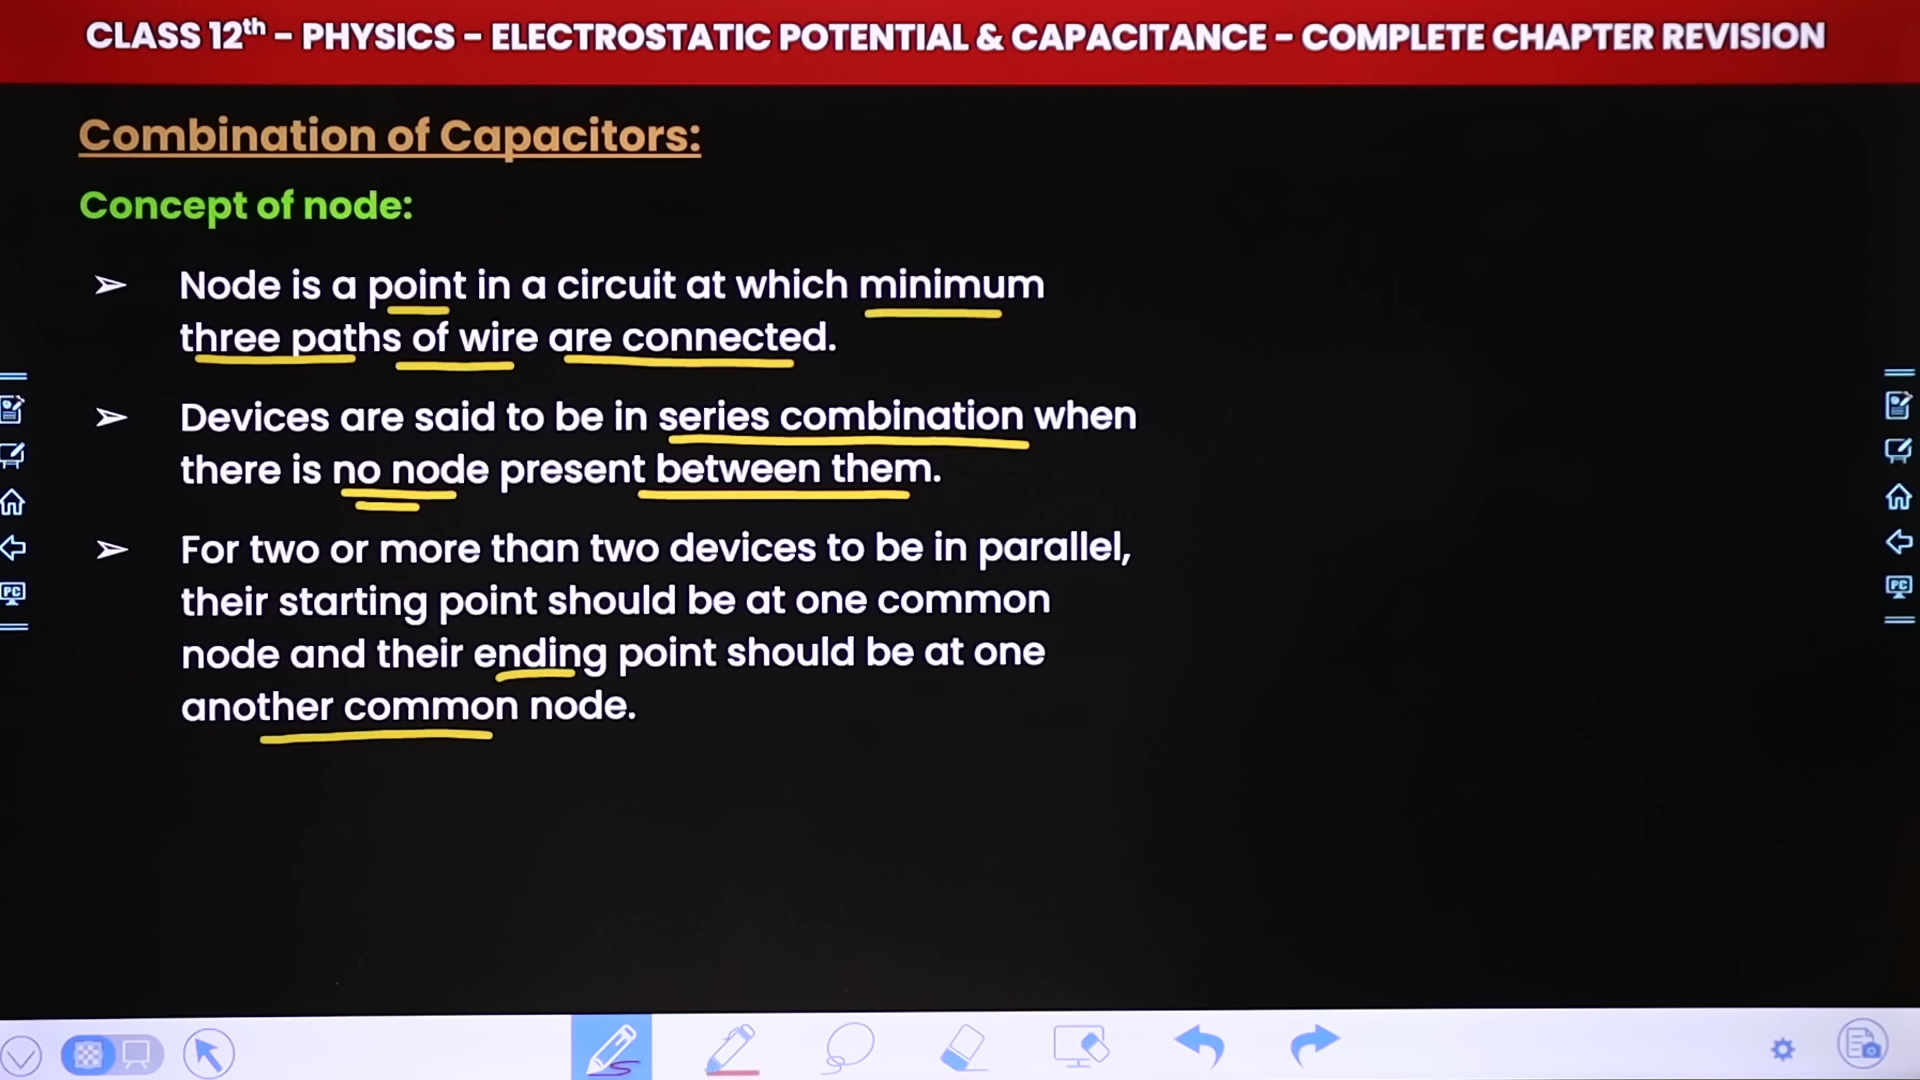 CLASS 12th – PHYSICS – ELECTROSTATIC POTENTIAL & CAPACITANCE – COMPLETE CHAPTER REVISION
Combination of Capacitors:
Concept of node:
➢ Node is a point in a circuit at which minimum
three paths of wire are connected.
➢ Devices are said to be in series combination when
there is no node present between them.
➢ For two or more than two devices to be in parallel,
their starting point should be at one common
node and their ending point should be at one
another common node.
PC
PC